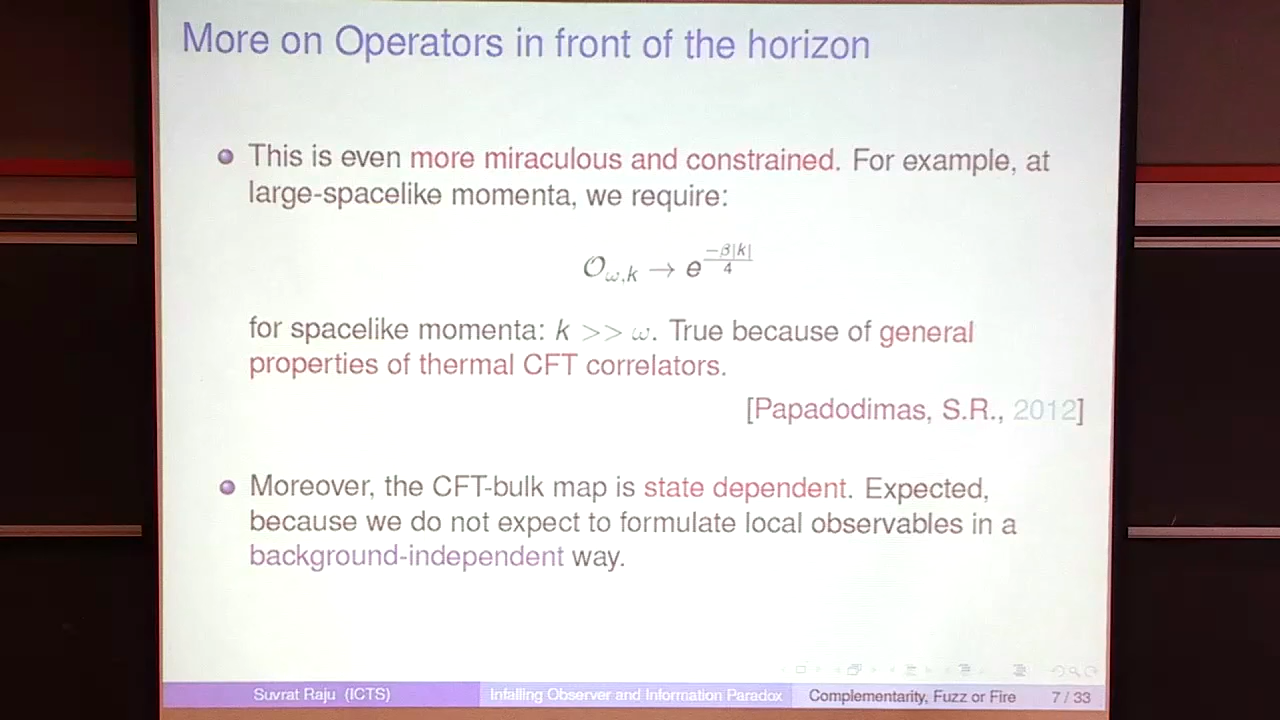 More on Operators in front of the horizon
This is even more miraculous and constrained. For example, at
large-spacelike momenta, we require:
𝒪_{ω,k} → e^{\frac{-β|k|}{4}}
for spacelike momenta: k >> ω. True because of general
properties of thermal CFT correlators.
[Papadodimas, S.R., 2012]
Moreover, the CFT-bulk map is state dependent. Expected,
because we do not expect to formulate local observables in a
background-independent way.
Suvrat Raju (ICTS) Infalling Observer and Information Paradox Complementarity, Fuzz or Fire 7 / 33